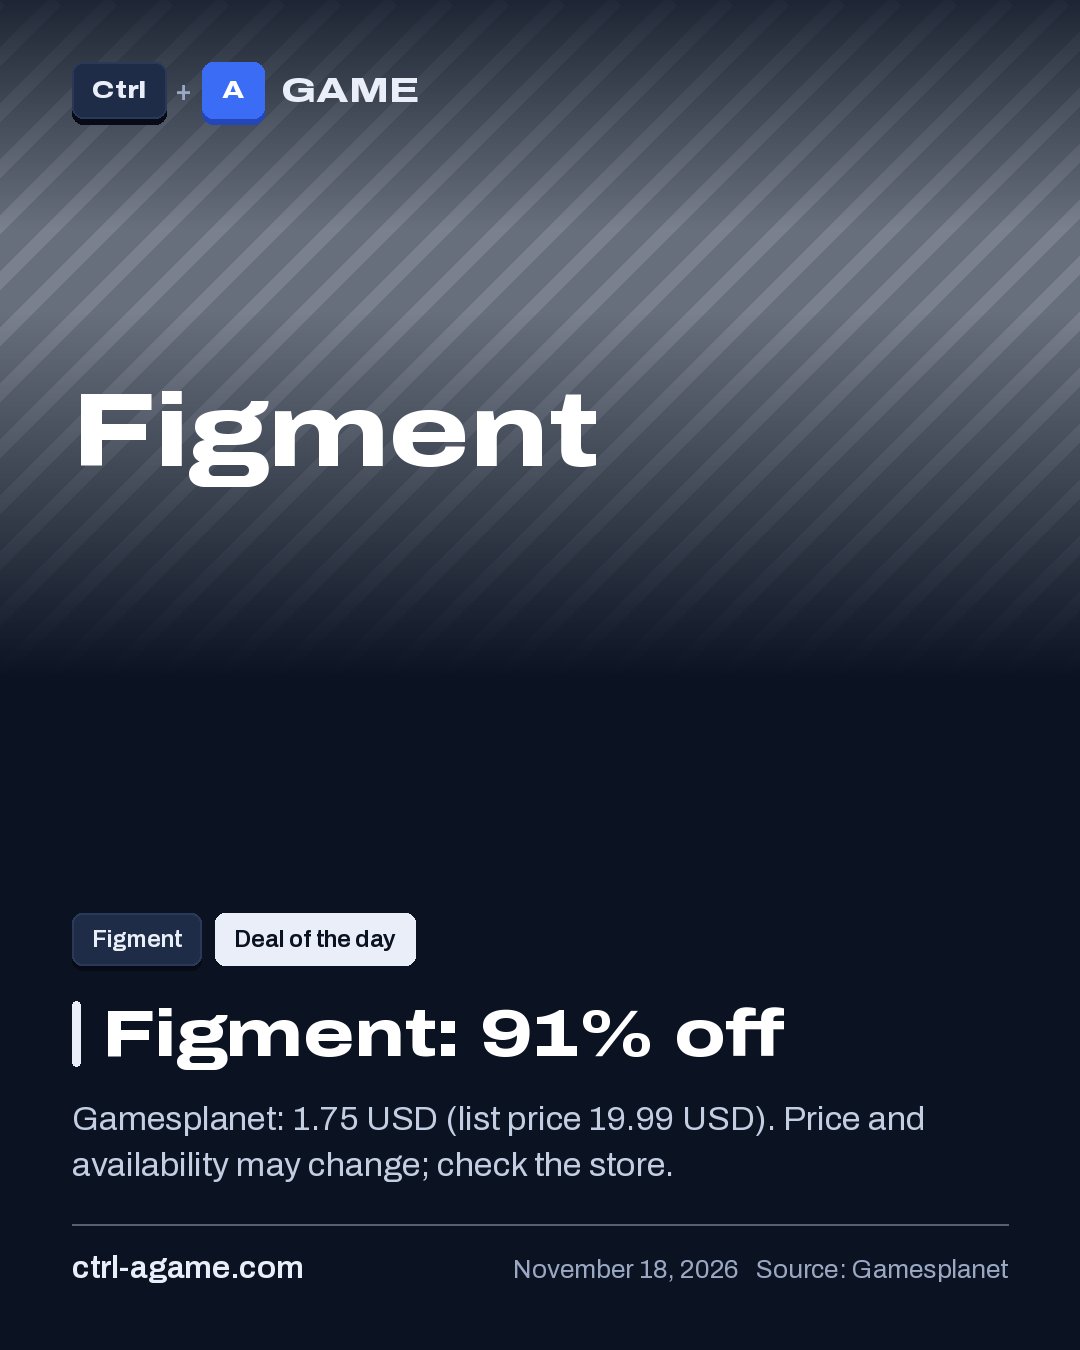 Ctrl + A GAME
Figment
Figment Deal of the day
Figment: 91% off
Gamesplanet: 1.75 USD (list price 19.99 USD). Price and
availability may change; check the store.
ctrl-agame.com November 18, 2026 Source: Gamesplanet